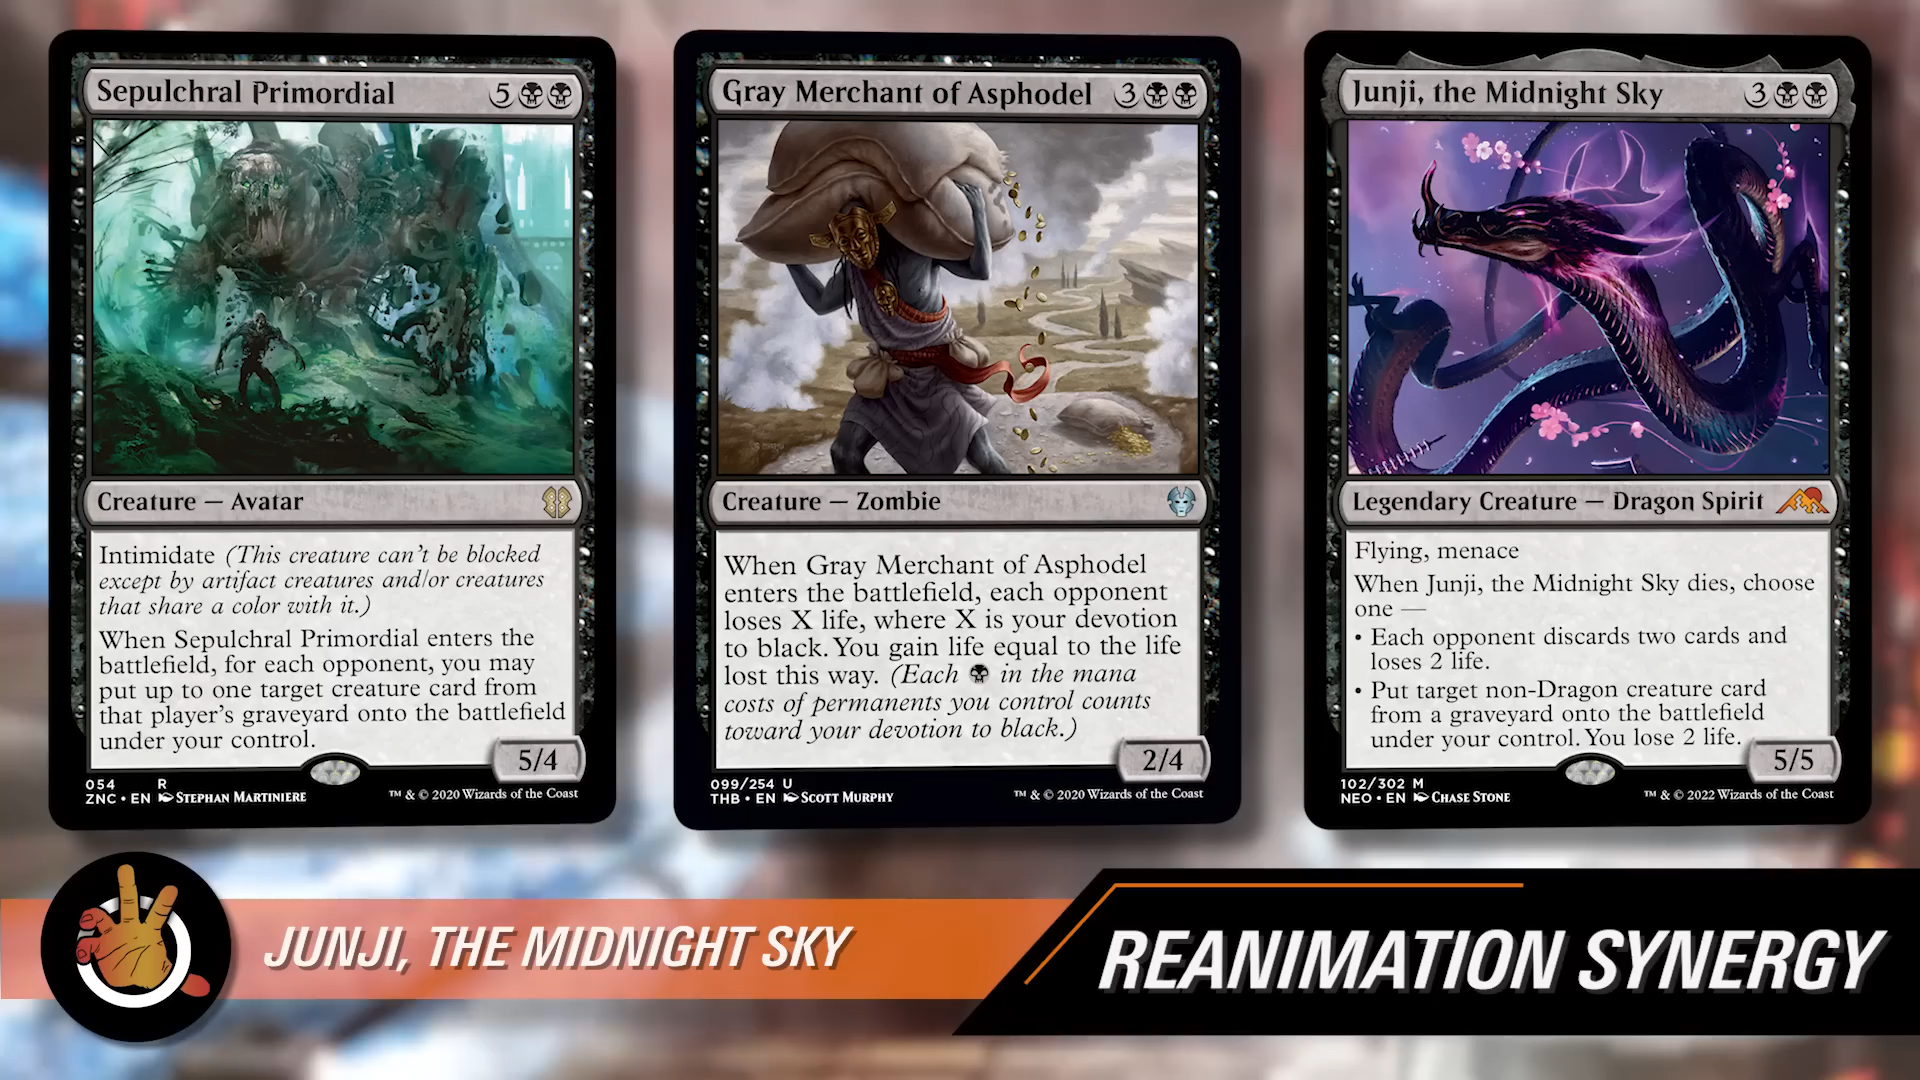 Sepulchral Primordial 5
Creature — Avatar
Intimidate (This creature can't be blocked
except by artifact creatures and/or creatures
that share a color with it.)
When Sepulchral Primordial enters the
battlefield, for each opponent, you may
put up to one target creature card from
that player's graveyard onto the battlefield
under your control.
5/4
054 R
ZNC • EN STEPHAN MARTINIERE
™ & © 2020 Wizards of the Coast
Gray Merchant of Asphodel 3
Creature — Zombie
When Gray Merchant of Asphodel
enters the battlefield, each opponent
loses X life, where X is your devotion
to black. You gain life equal to the life
lost this way. (Each in the mana
costs of permanents you control counts
toward your devotion to black.)
2/4
099/254 U
THB • EN SCOTT MURPHY
™ & © 2020 Wizards of the Coast
Junji, the Midnight Sky 3
Legendary Creature — Dragon Spirit
Flying, menace
When Junji, the Midnight Sky dies, choose
one —
• Each opponent discards two cards and
loses 2 life.
• Put target non-Dragon creature card
from a graveyard onto the battlefield
under your control. You lose 2 life.
5/5
102/302 M
NEO • EN CHASE STONE
™ & © 2022 Wizards of the Coast
JUNJI, THE MIDNIGHT SKY
REANIMATION SYNERGY